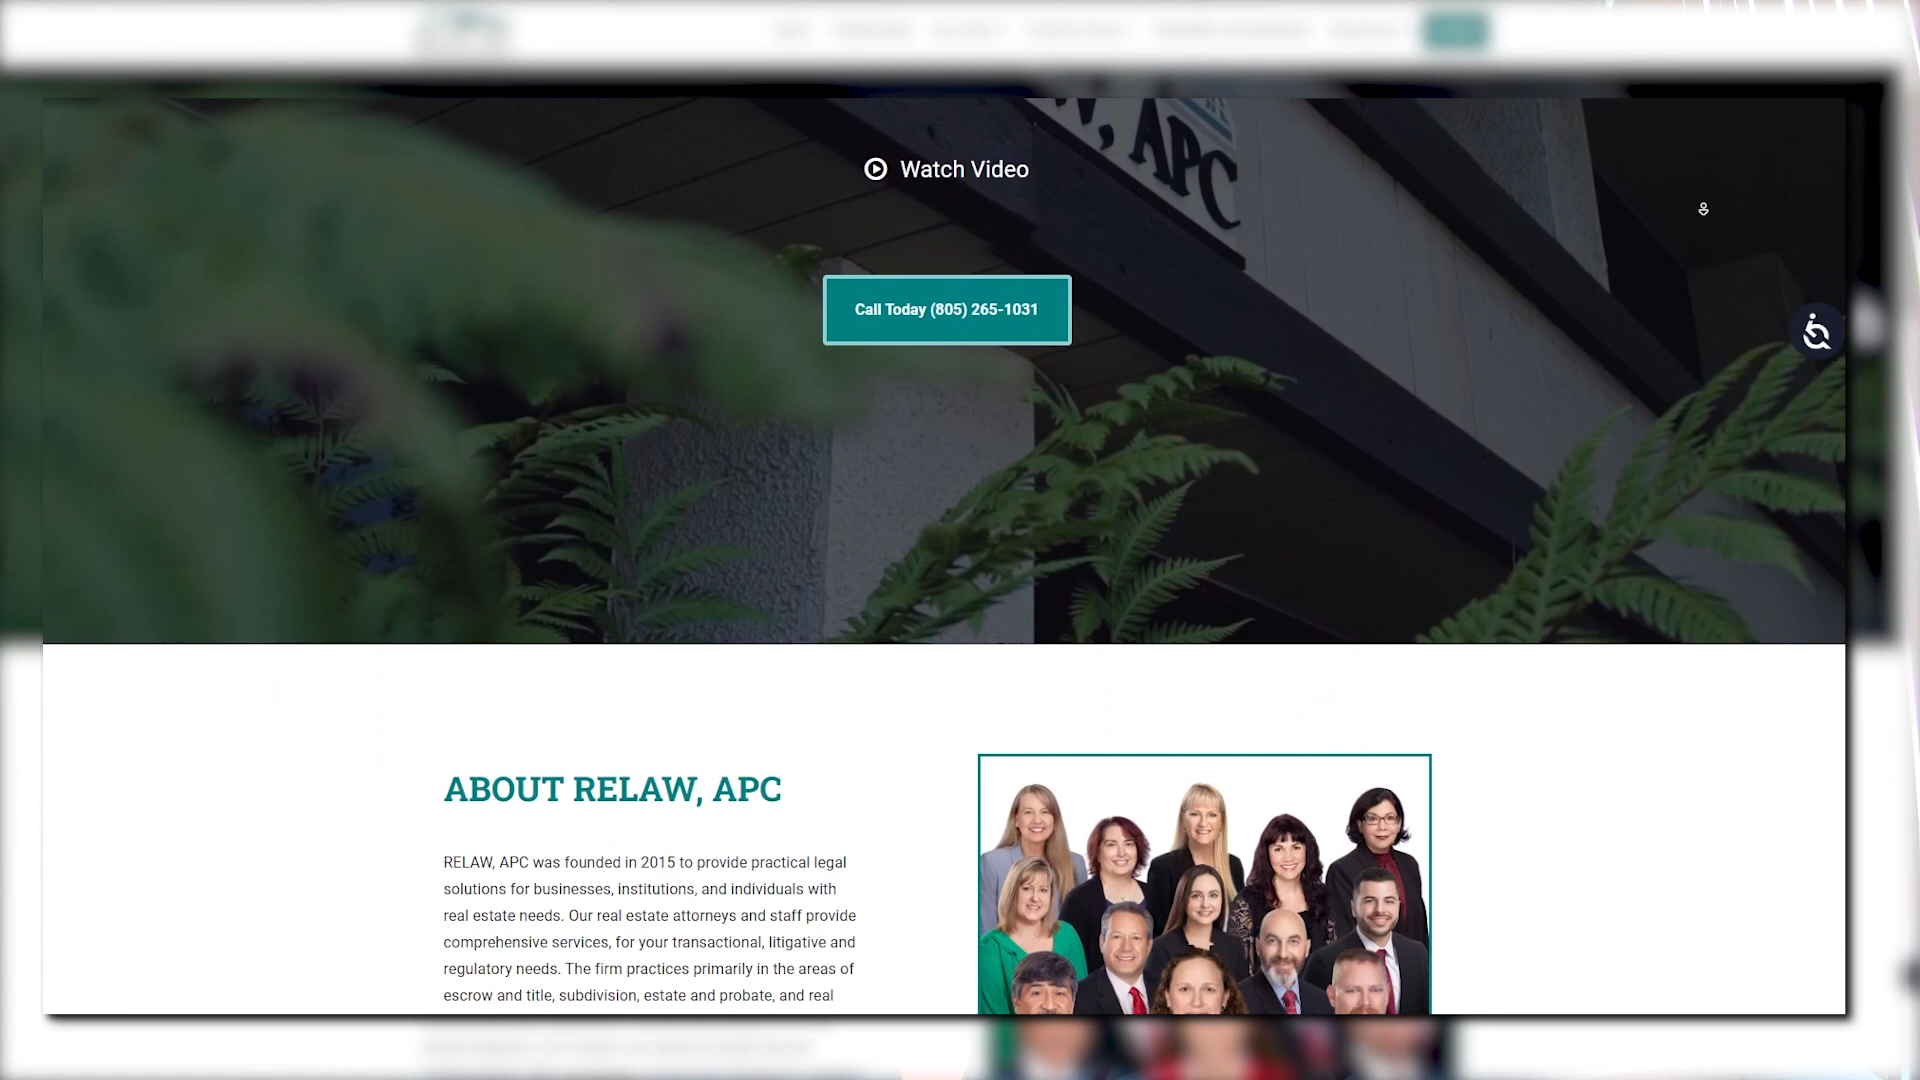 , APC
Watch Video
Call Today (805) 265-1031
ABOUT RELAW, APC
RELAW, APC was founded in 2015 to provide practical legal
solutions for businesses, institutions, and individuals with
real estate needs. Our real estate attorneys and staff provide
comprehensive services, for your transactional, litigative and
regulatory needs. The firm practices primarily in the areas of
escrow and title, subdivision, estate and probate, and real